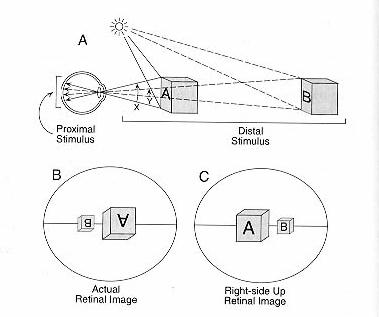 A
A
B
X
Y
Proximal
Stimulus
Distal
Stimulus
B
C
B
A
A
B
Actual
Retinal Image
Right-side Up
Retinal Image